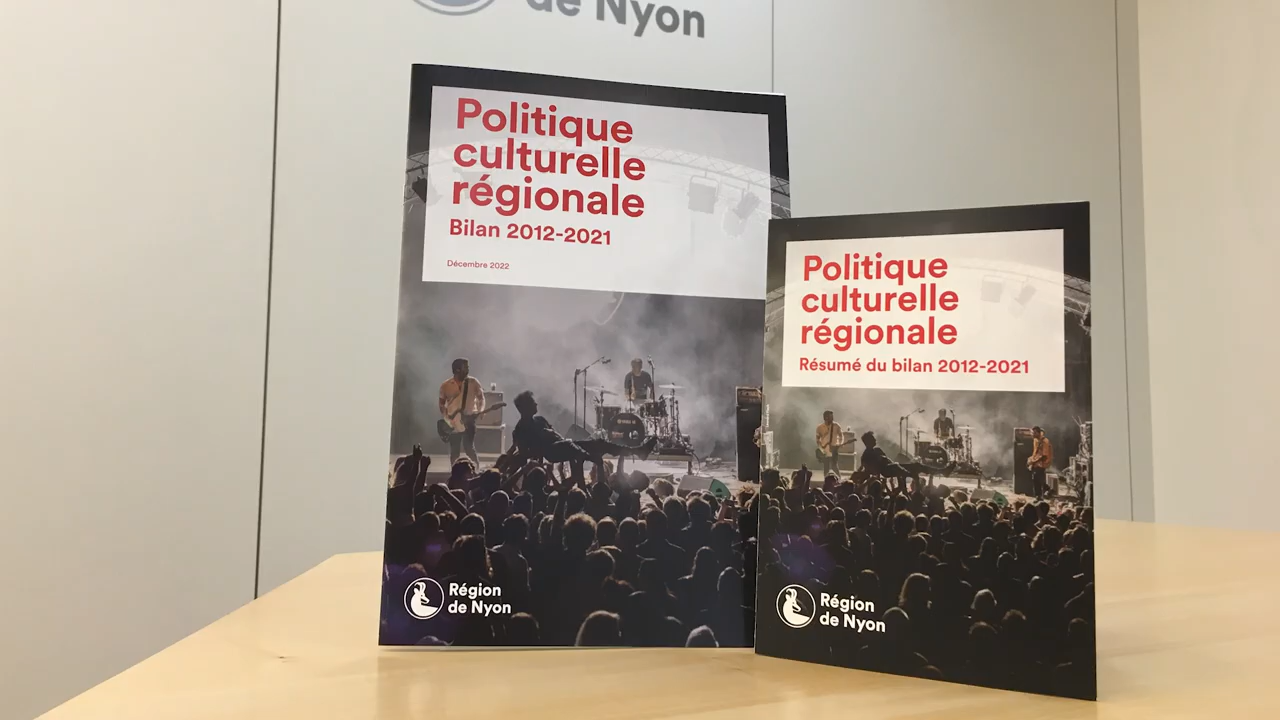 de Nyon
Politique
culturelle
régionale
Bilan 2012-2021
Décembre 2022
Région
de Nyon
Politique
culturelle
régionale
Résumé du bilan 2012-2021
Région
de Nyon